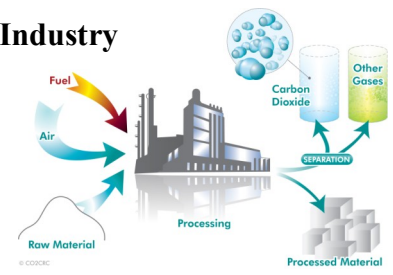 Industry
Fuel
Air
Raw Material
Processing
Carbon
Dioxide
Other
Gases
SEPARATION
Processed Material
© CO2CRC